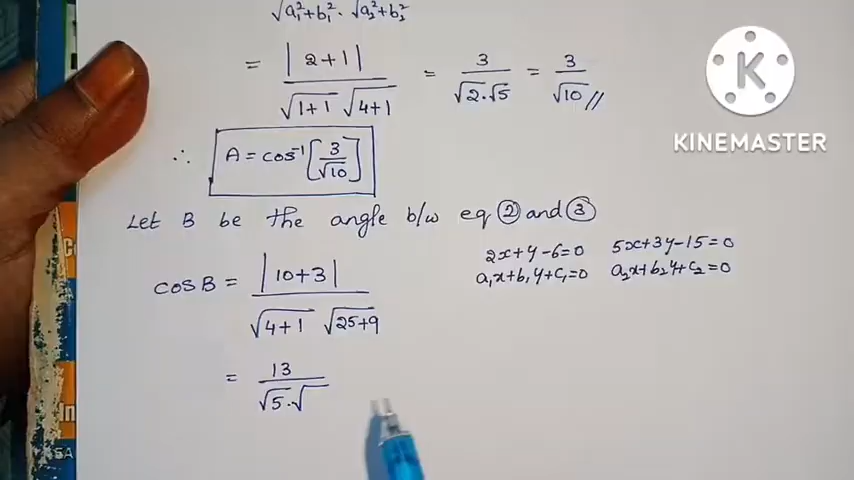 √a₁²+b₁² . √a₂²+b₂²
= |2+1| / √1+1 √4+1 = 3 / √2.√5 = 3 / √10 //
∴ A = cos⁻¹[3/√10]
Let B be the angle b/w eq ② and ③
2x+y-6=0 5x+3y-15=0
a₁x+b₁y+c₁=0 a₂x+b₂y+c₂=0
cos B = |10+3| / √4+1 √25+9
= 13 / √5.√
KINEMASTER